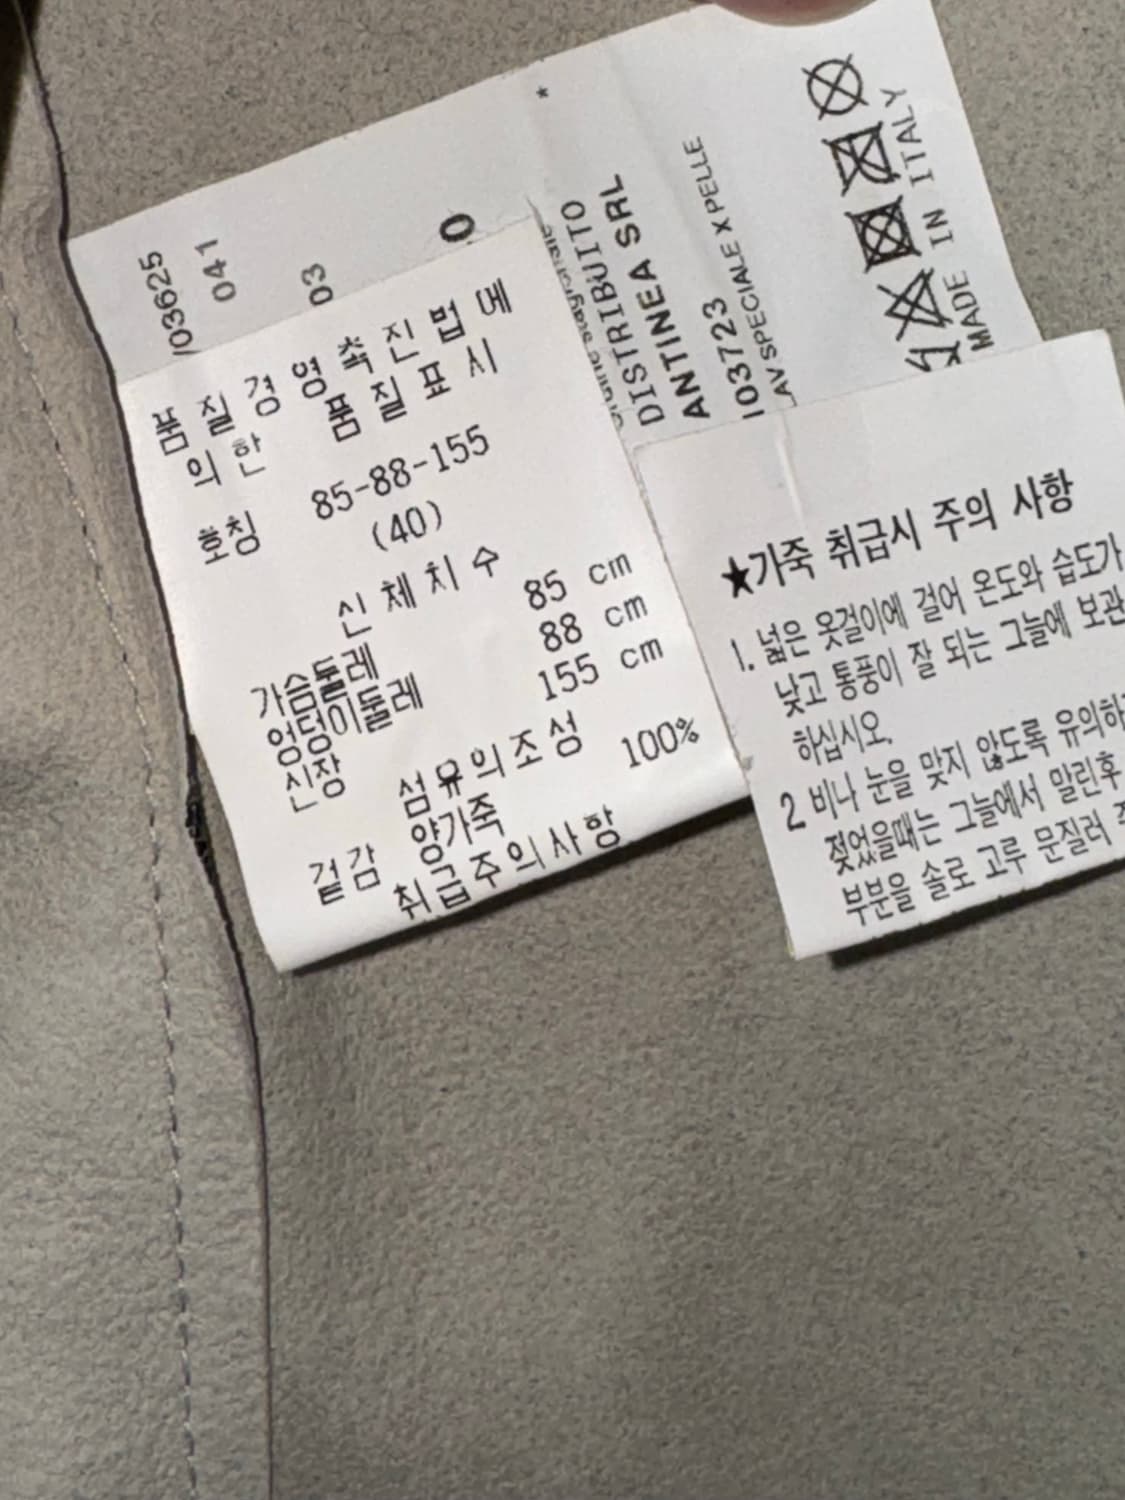 /03625
041
03
0
*
DISTRIBUITO
ANTINEA SRL
103723
LAV SPECIALE X PELLE
MADE IN ITALY
품 질 경 영 촉 진 법 에
의 한 품 질 표 시
호칭 85-88-155
(40)
신 체 치 수
가슴둘레 85 cm
엉덩이둘레 88 cm
신장 155 cm
섬 유 의 조 성
겉감 양가죽 100%
취급 주 의 사 항
★가죽 취급시 주의 사항
1. 넓은 옷걸이에 걸어 온도와 습도가
낮고 통풍이 잘 되는 그늘에 보관
하십시오.
2 비나 눈을 맞지 않도록 유의하
젖었을때는 그늘에서 말린후
부분을 솔로 고루 문질러